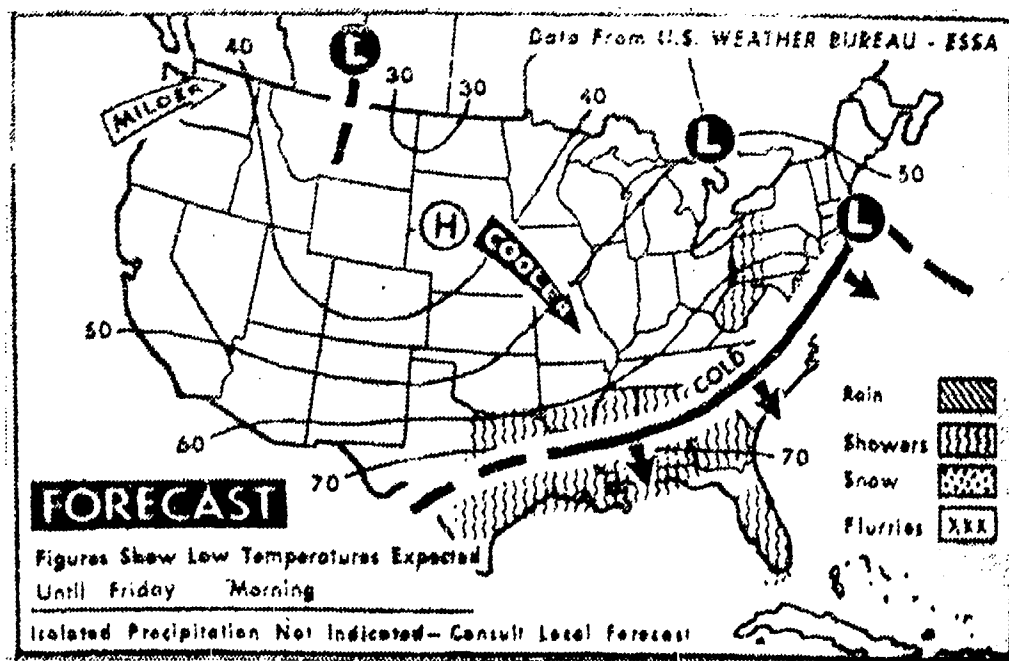 Data From U.S. WEATHER BUREAU - ESSA
40
L
30
30
40
MILDER
L
50
L
H
COOLER
50
COLD
60
70
70
Rain
Showers
Snow
Flurries
FORECAST
Figures Show Low Temperatures Expected
Until Friday Morning
Isolated Precipitation Not Indicated – Consult Local Forecast